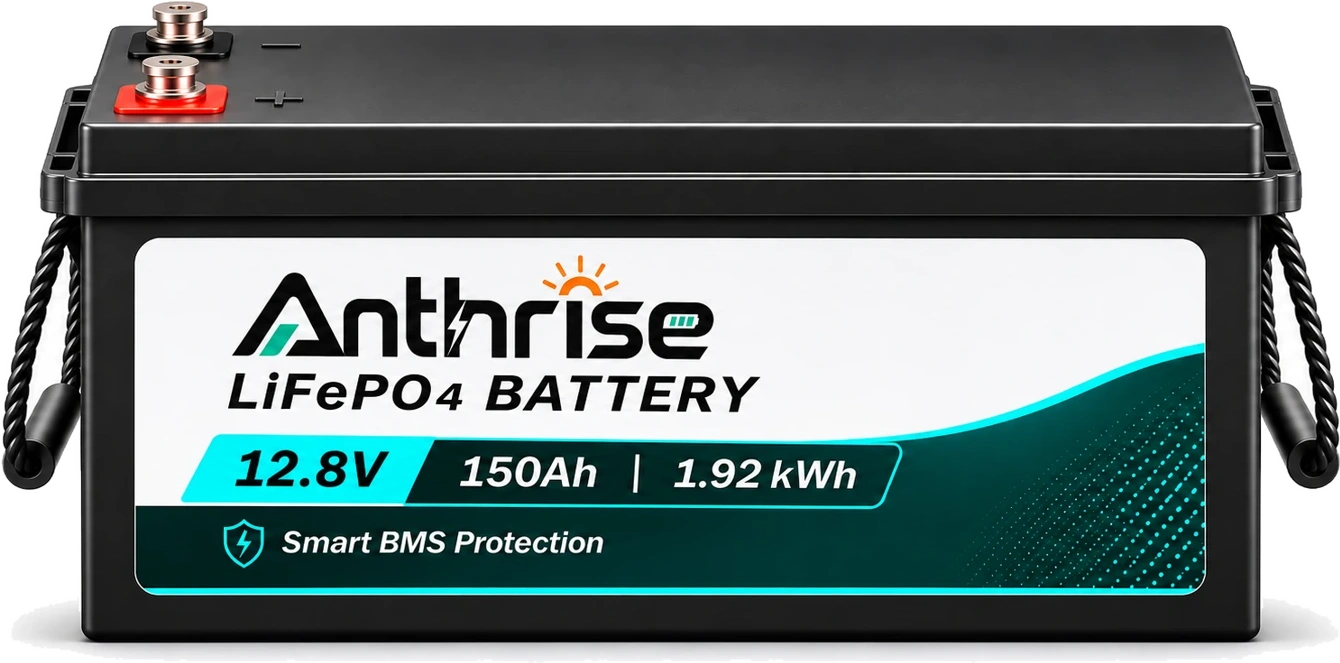 −
+
Anthrise
LiFePO4 BATTERY
12.8V 150Ah | 1.92 kWh
Smart BMS Protection